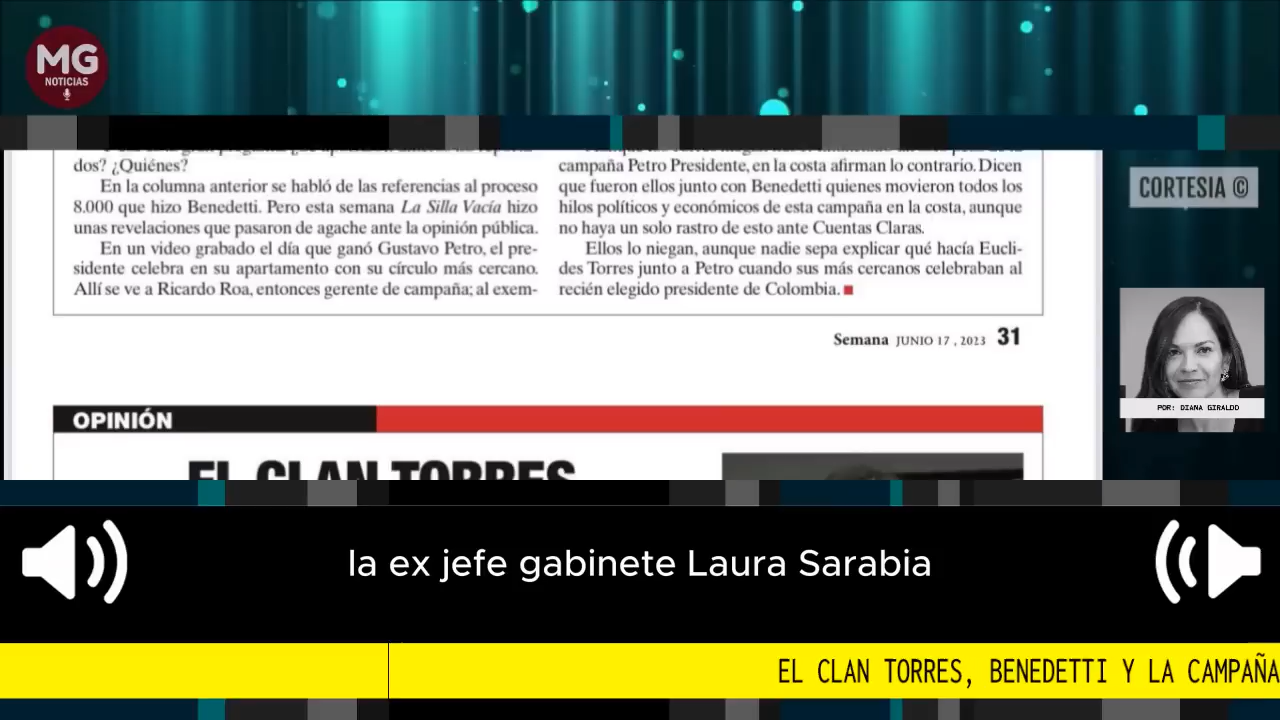 MG
NOTICIAS
dos? ¿Quiénes?
En la columna anterior se habló de las referencias al proceso
8.000 que hizo Benedetti. Pero esta semana La Silla Vacía hizo
unas revelaciones que pasaron de agache ante la opinión pública.
En un video grabado el día que ganó Gustavo Petro, el pre-
sidente celebra en su apartamento con su círculo más cercano.
Allí se ve a Ricardo Roa, entonces gerente de campaña; al exem-
campaña Petro Presidente, en la costa afirman lo contrario. Dicen
que fueron ellos junto con Benedetti quienes movieron todos los
hilos políticos y económicos de esta campaña en la costa, aunque
no haya un solo rastro de esto ante Cuentas Claras.
Ellos lo niegan, aunque nadie sepa explicar qué hacía Eucli-
des Torres junto a Petro cuando sus más cercanos celebraban al
recién elegido presidente de Colombia.
Semana JUNIO 17, 2023 31
OPINIÓN
EL CLAN TORRES
CORTESIA ©
POR: DIANA GIRALDO
la ex jefe gabinete Laura Sarabia
EL CLAN TORRES, BENEDETTI Y LA CAMPAÑA